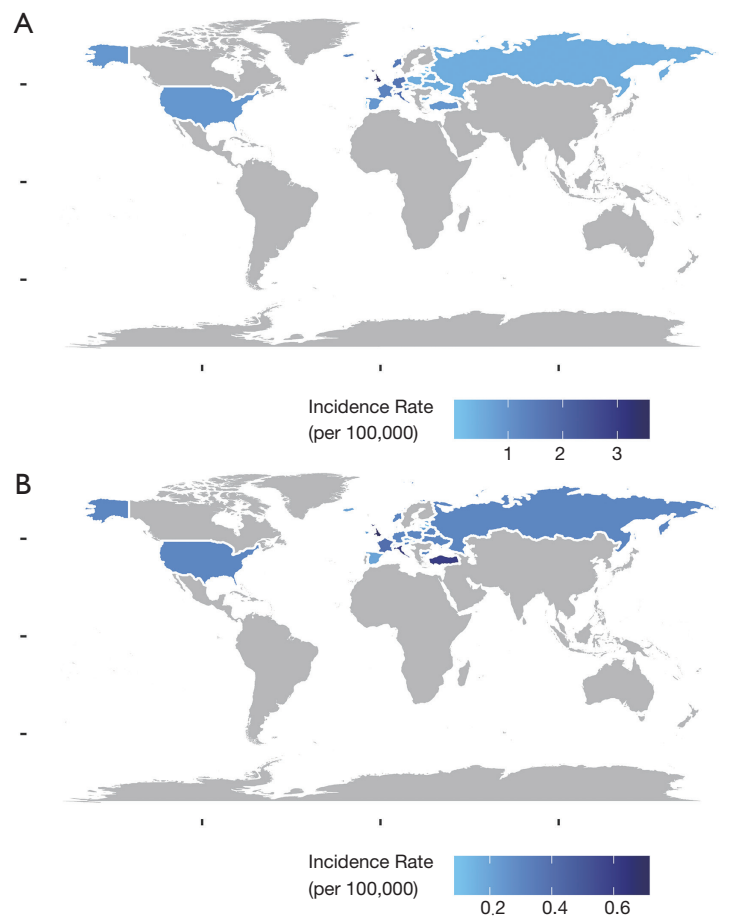 A
Incidence Rate
(per 100,000)
1 2 3
B
Incidence Rate
(per 100,000)
0.2 0.4 0.6